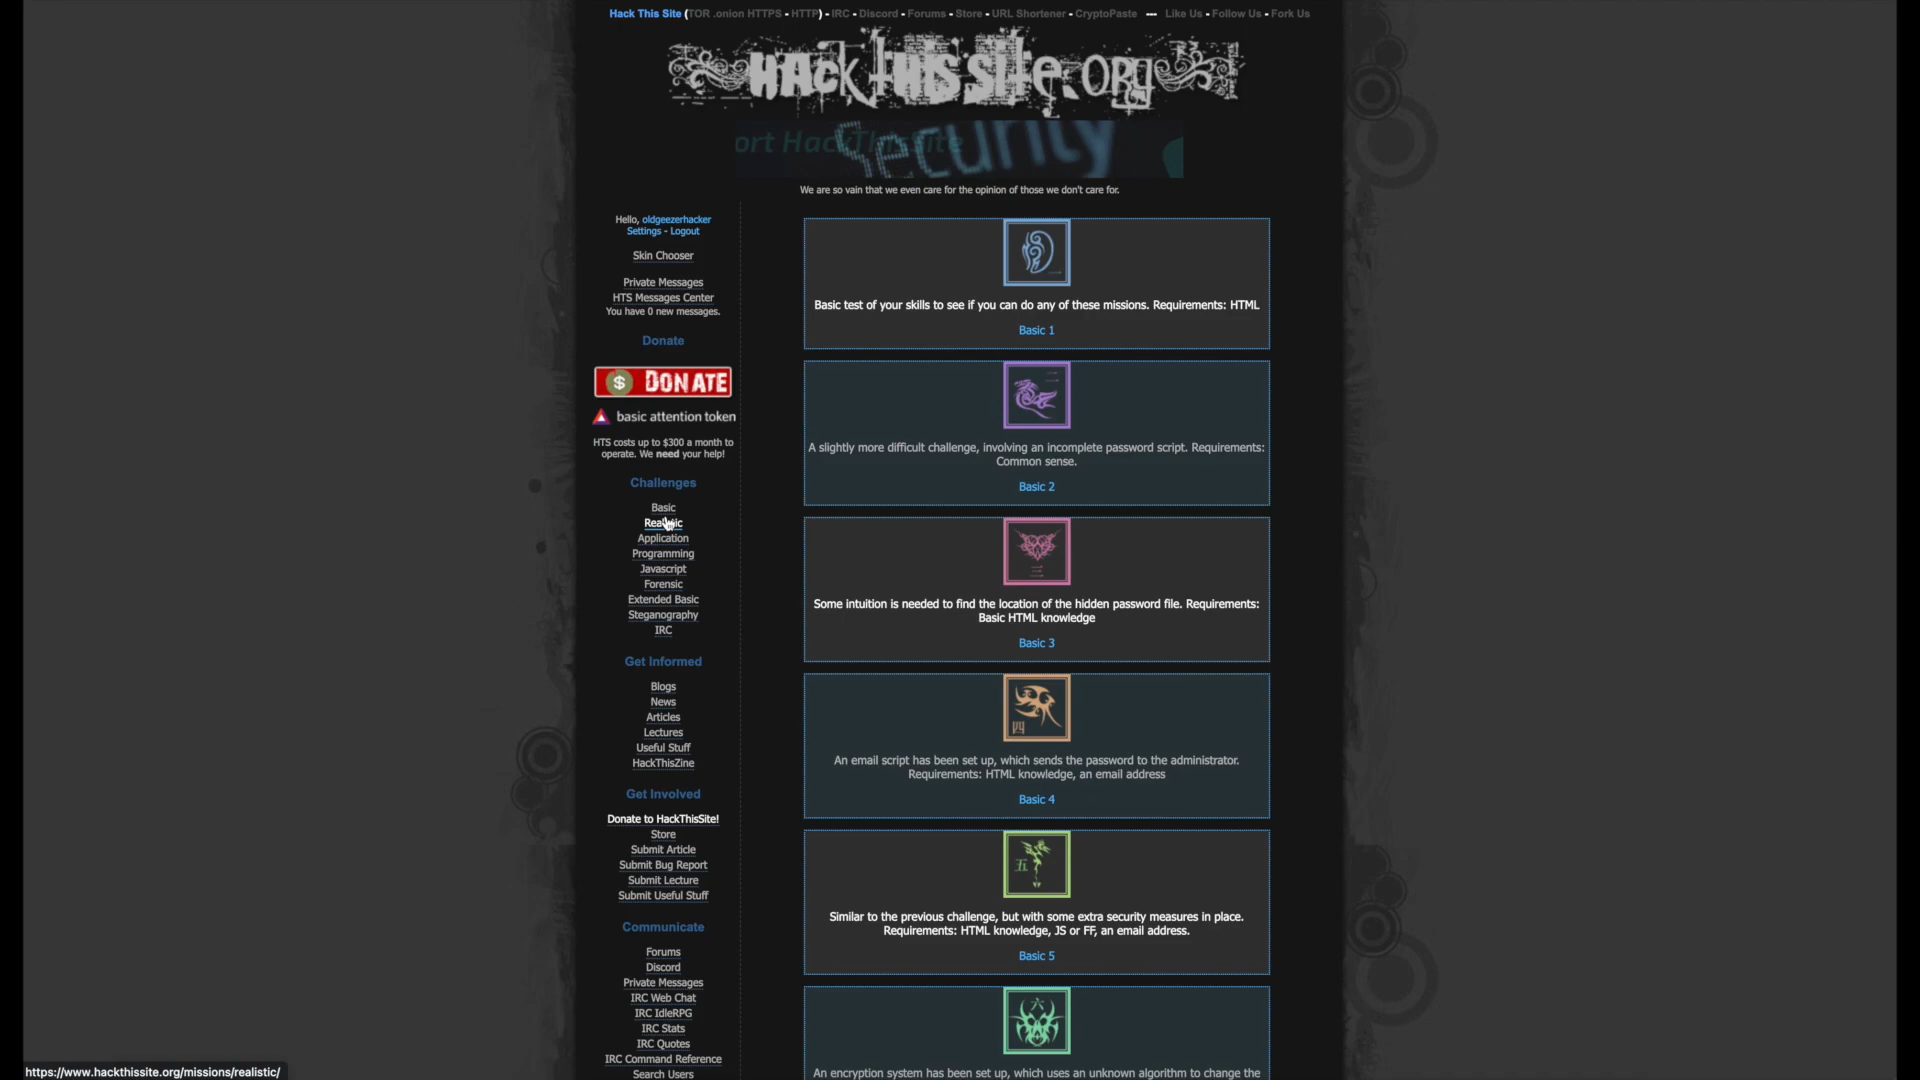 Hack This Site (TOR .onion HTTPS - HTTP) - IRC - Discord - Forums - Store - URL Shortener - CryptoPaste --- Like Us - Follow Us - Fork Us
HACK THIS SITE.ORG
ort HackThisSite
Security
We are so vain that we even care for the opinion of those we don't care for.
Hello, oldgeezerhacker
Settings - Logout
Skin Chooser
Private Messages
HTS Messages Center
You have 0 new messages.
Donate
$ DONATE
basic attention token
HTS costs up to $300 a month to
operate. We need your help!
Challenges
Basic
Realistic
Application
Programming
Javascript
Forensic
Extended Basic
Steganography
IRC
Get Informed
Blogs
News
Articles
Lectures
Useful Stuff
HackThisZine
Get Involved
Donate to HackThisSite!
Store
Submit Article
Submit Bug Report
Submit Lecture
Submit Useful Stuff
Communicate
Forums
Discord
Private Messages
IRC Web Chat
IRC IdleRPG
IRC Stats
IRC Quotes
IRC Command Reference
Search Users
一
Basic test of your skills to see if you can do any of these missions. Requirements: HTML
Basic 1
二
A slightly more difficult challenge, involving an incomplete password script. Requirements:
Common sense.
Basic 2
三
Some intuition is needed to find the location of the hidden password file. Requirements:
Basic HTML knowledge
Basic 3
四
An email script has been set up, which sends the password to the administrator.
Requirements: HTML knowledge, an email address
Basic 4
五
Similar to the previous challenge, but with some extra security measures in place.
Requirements: HTML knowledge, JS or FF, an email address.
Basic 5
六
An encryption system has been set up, which uses an unknown algorithm to change the
https://www.hackthissite.org/missions/realistic/